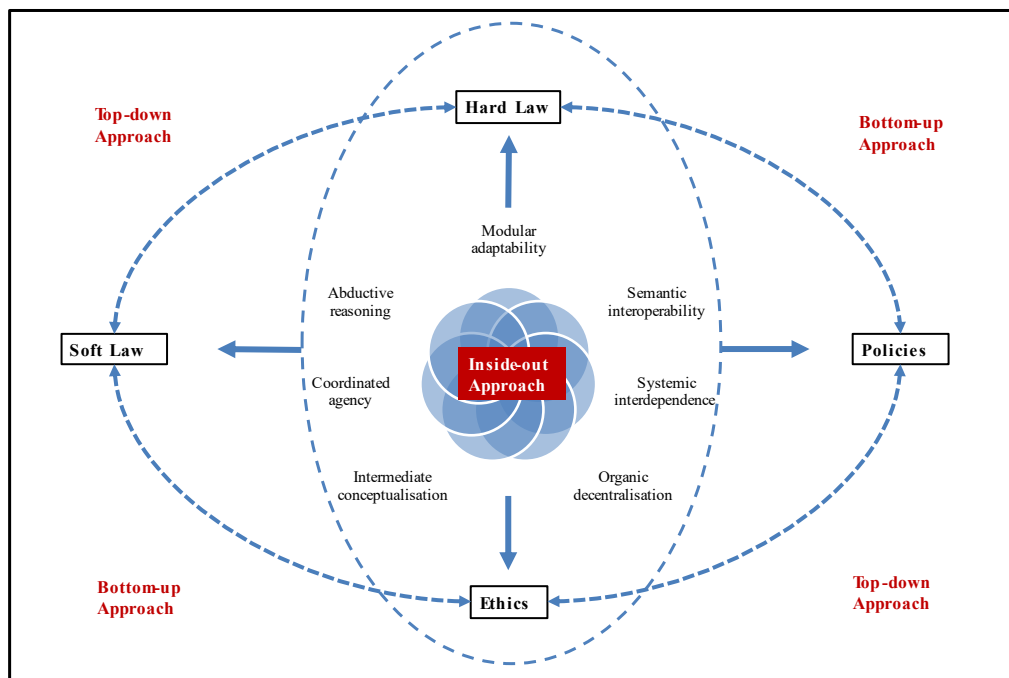 Hard Law
Top-down
Approach
Bottom-up
Approach
Modular
adaptability
Abductive
reasoning
Semantic
interoperability
Soft Law
Inside-out
Approach
Policies
Coordinated
agency
Systemic
interdependence
Intermediate
conceptualisation
Organic
decentralisation
Bottom-up
Approach
Ethics
Top-down
Approach